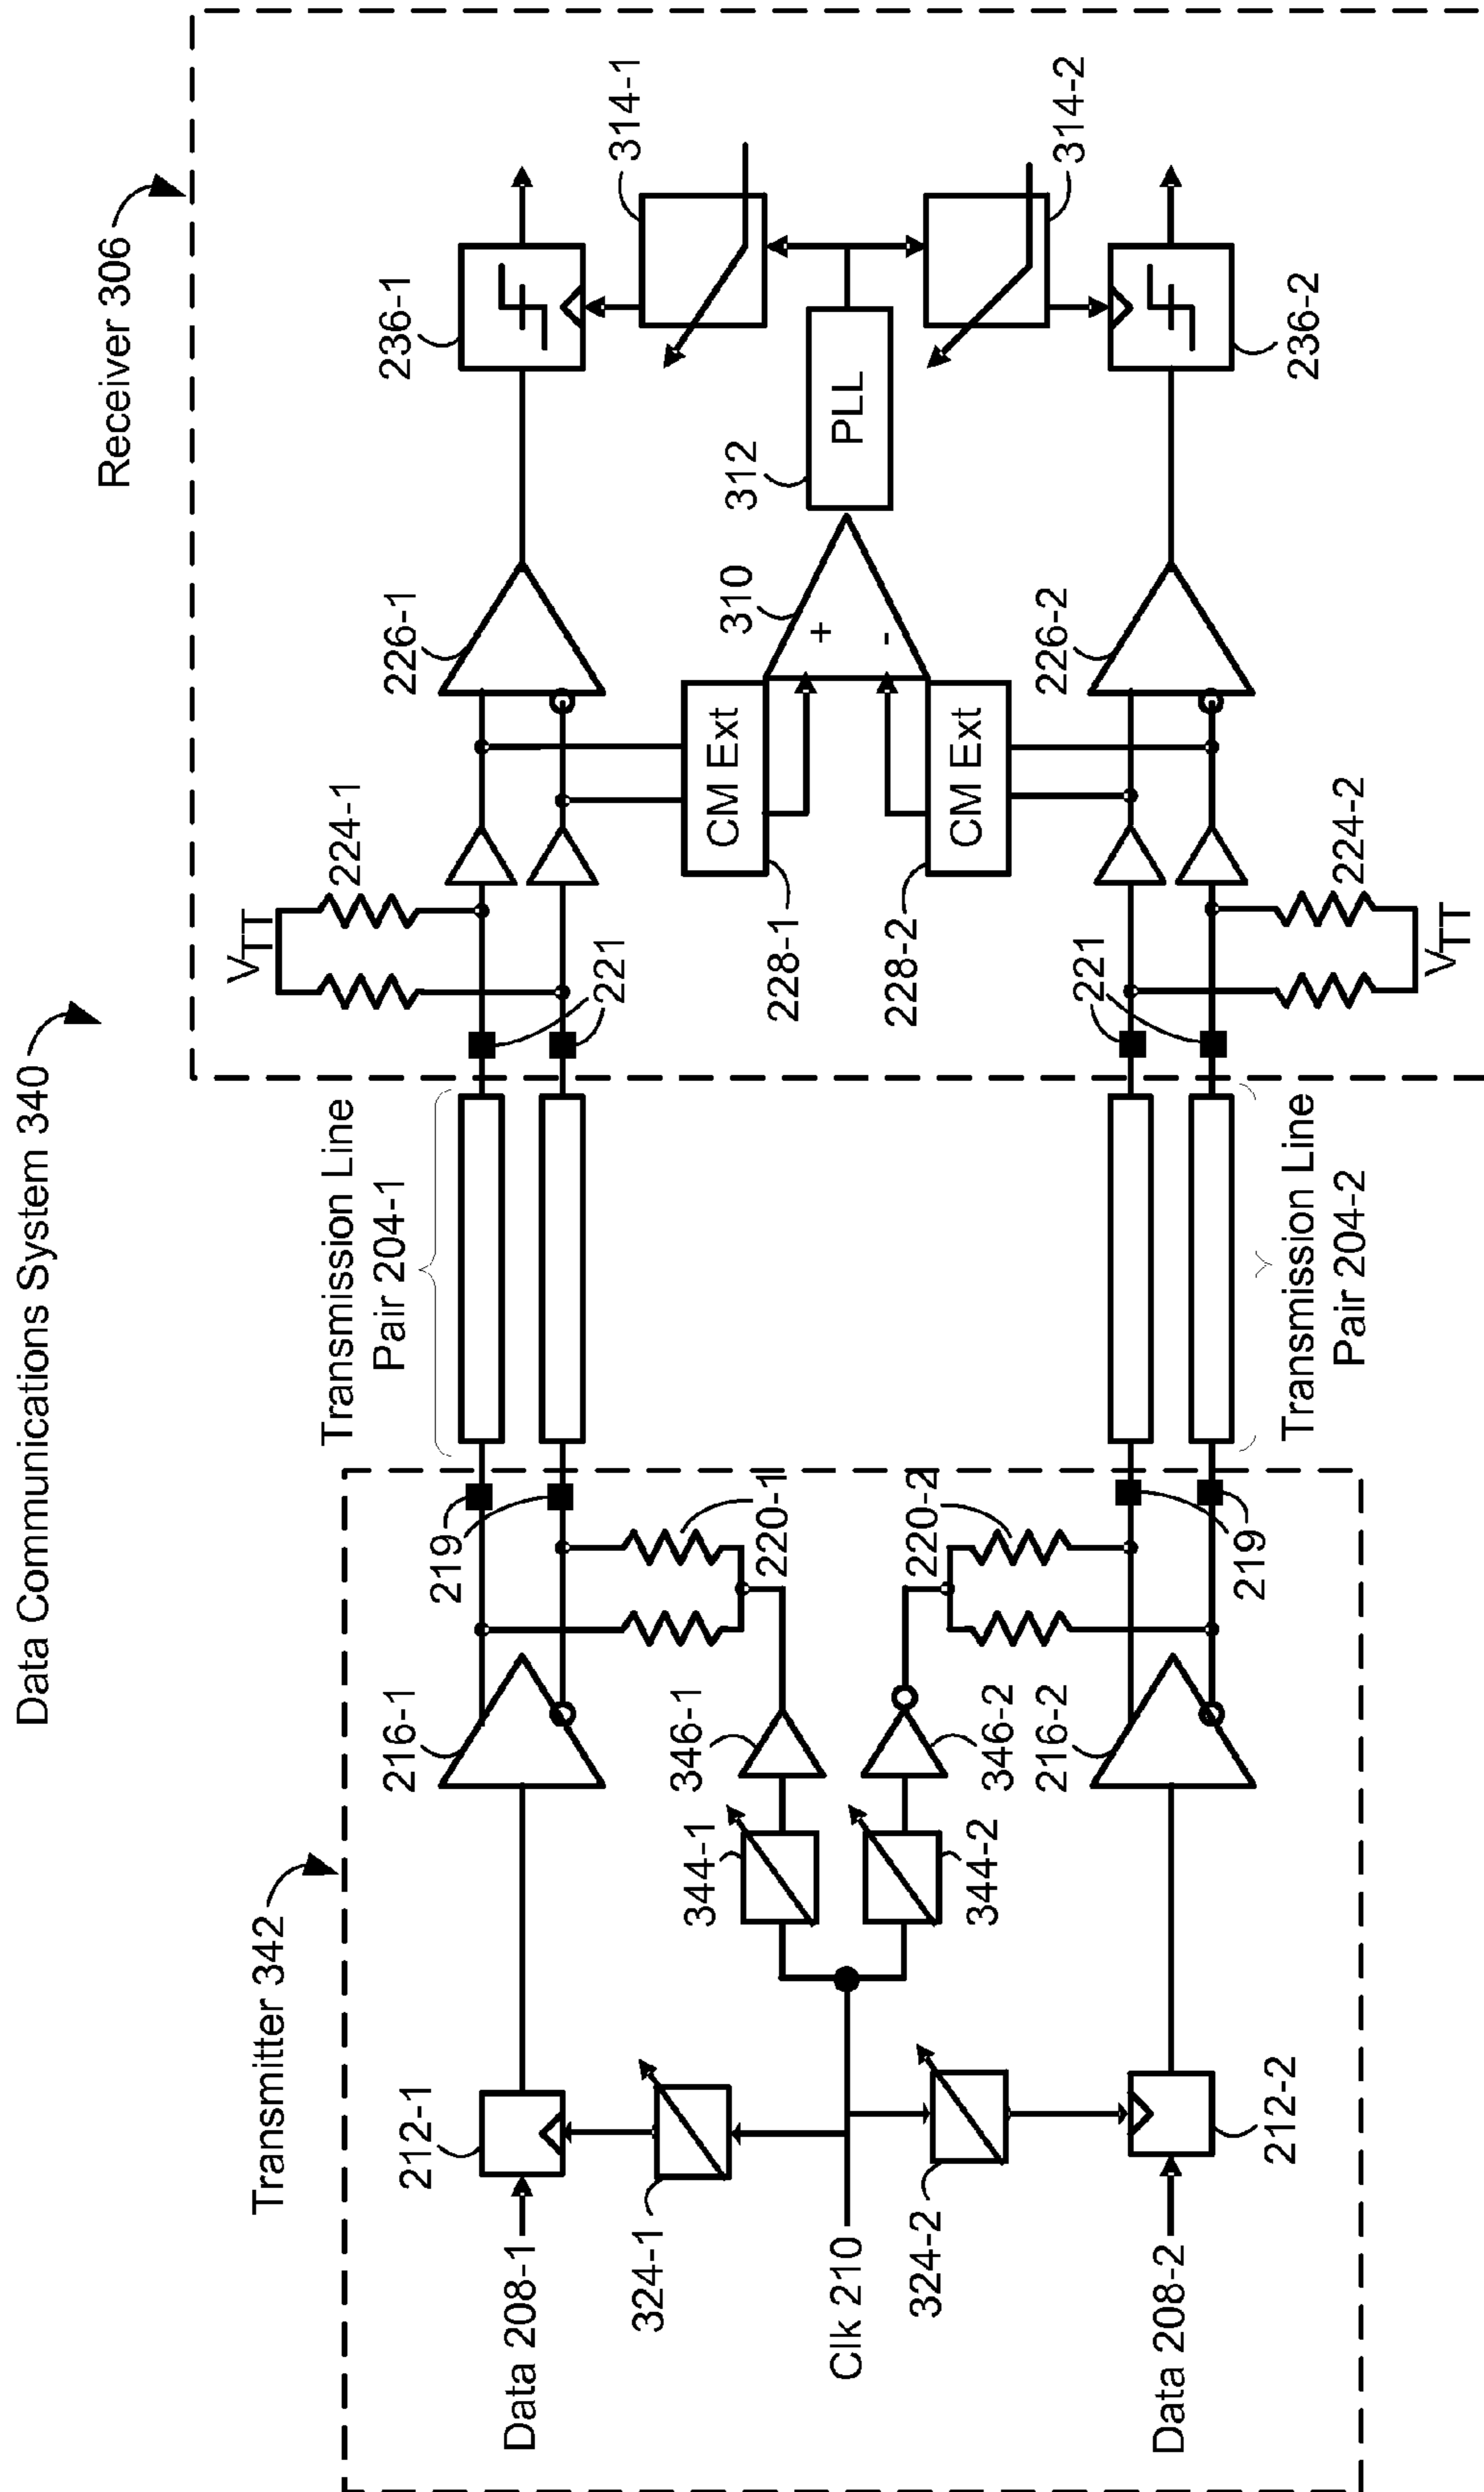 Data Communications System 340
Transmitter 342
Receiver 306
Data 208-1
212-1
216-1
219
Transmission Line
Pair 204-1
V_TT
224-1
221
226-1
236-1
324-1
344-1
346-1
220-1
228-1
CM Ext
310
+
-
312
PLL
314-1
Clk 210
324-2
344-2
346-2
220-2
228-2
CM Ext
314-2
Data 208-2
212-2
216-2
219
Transmission Line
Pair 204-2
221
224-2
V_TT
226-2
236-2